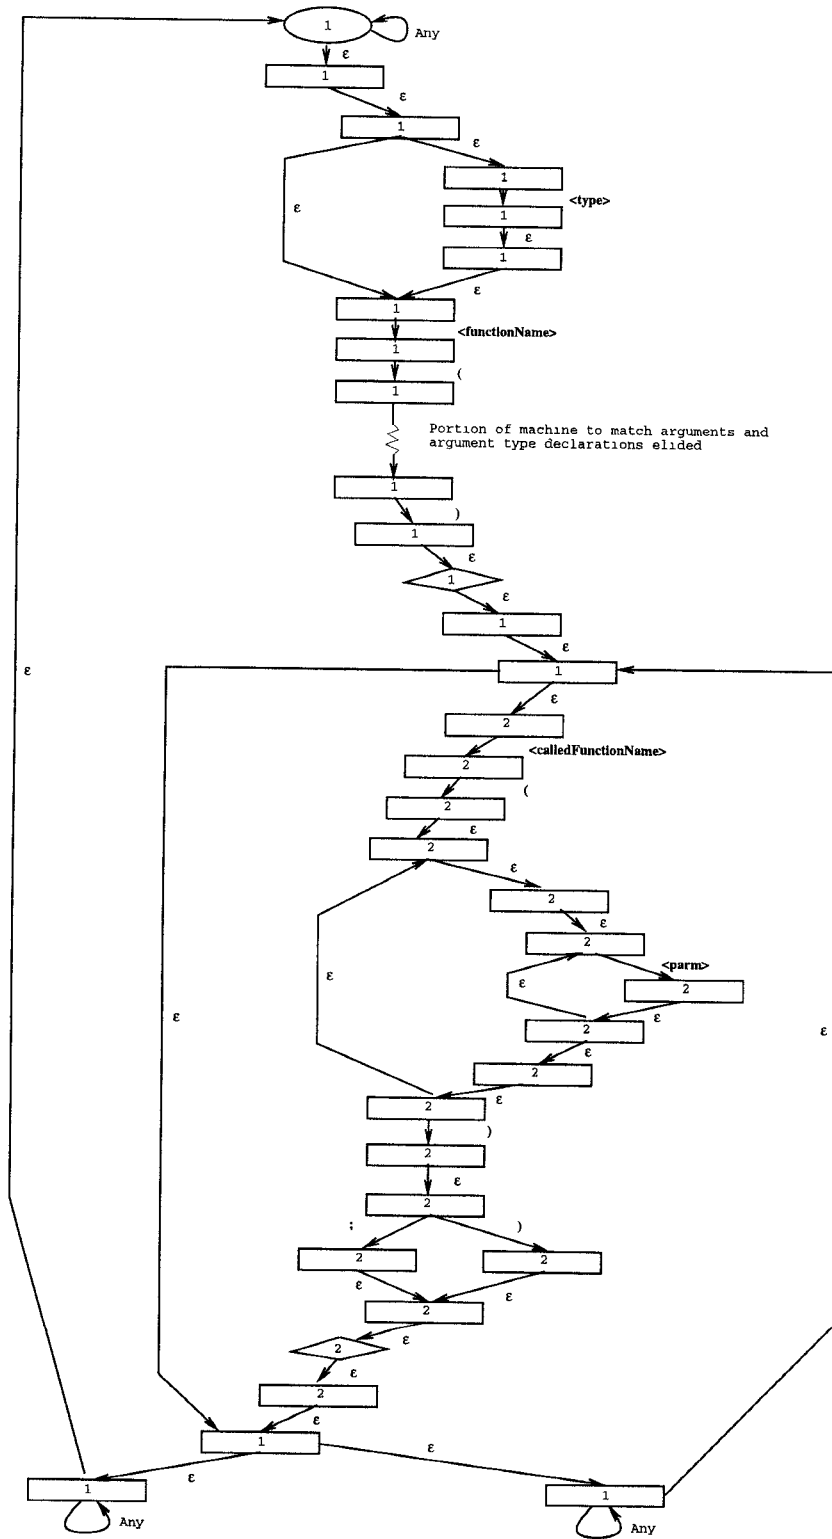 1
Any
ε
1
ε
1
ε
1
<type>
ε
1
ε
1
ε
1
<functionName>
1
(
1
Portion of machine to match arguments and
argument type declarations elided
1
)
1
ε
1
ε
1
ε
ε
1
ε
2
<calledFunctionName>
2
(
2
ε
2
ε
2
ε
2
<parm>
ε
ε
2
ε
ε
ε
2
ε
2
ε
2
)
2
ε
2
;
)
2
2
ε
ε
2
ε
2
ε
2
ε
1
ε
ε
1
1
Any
Any